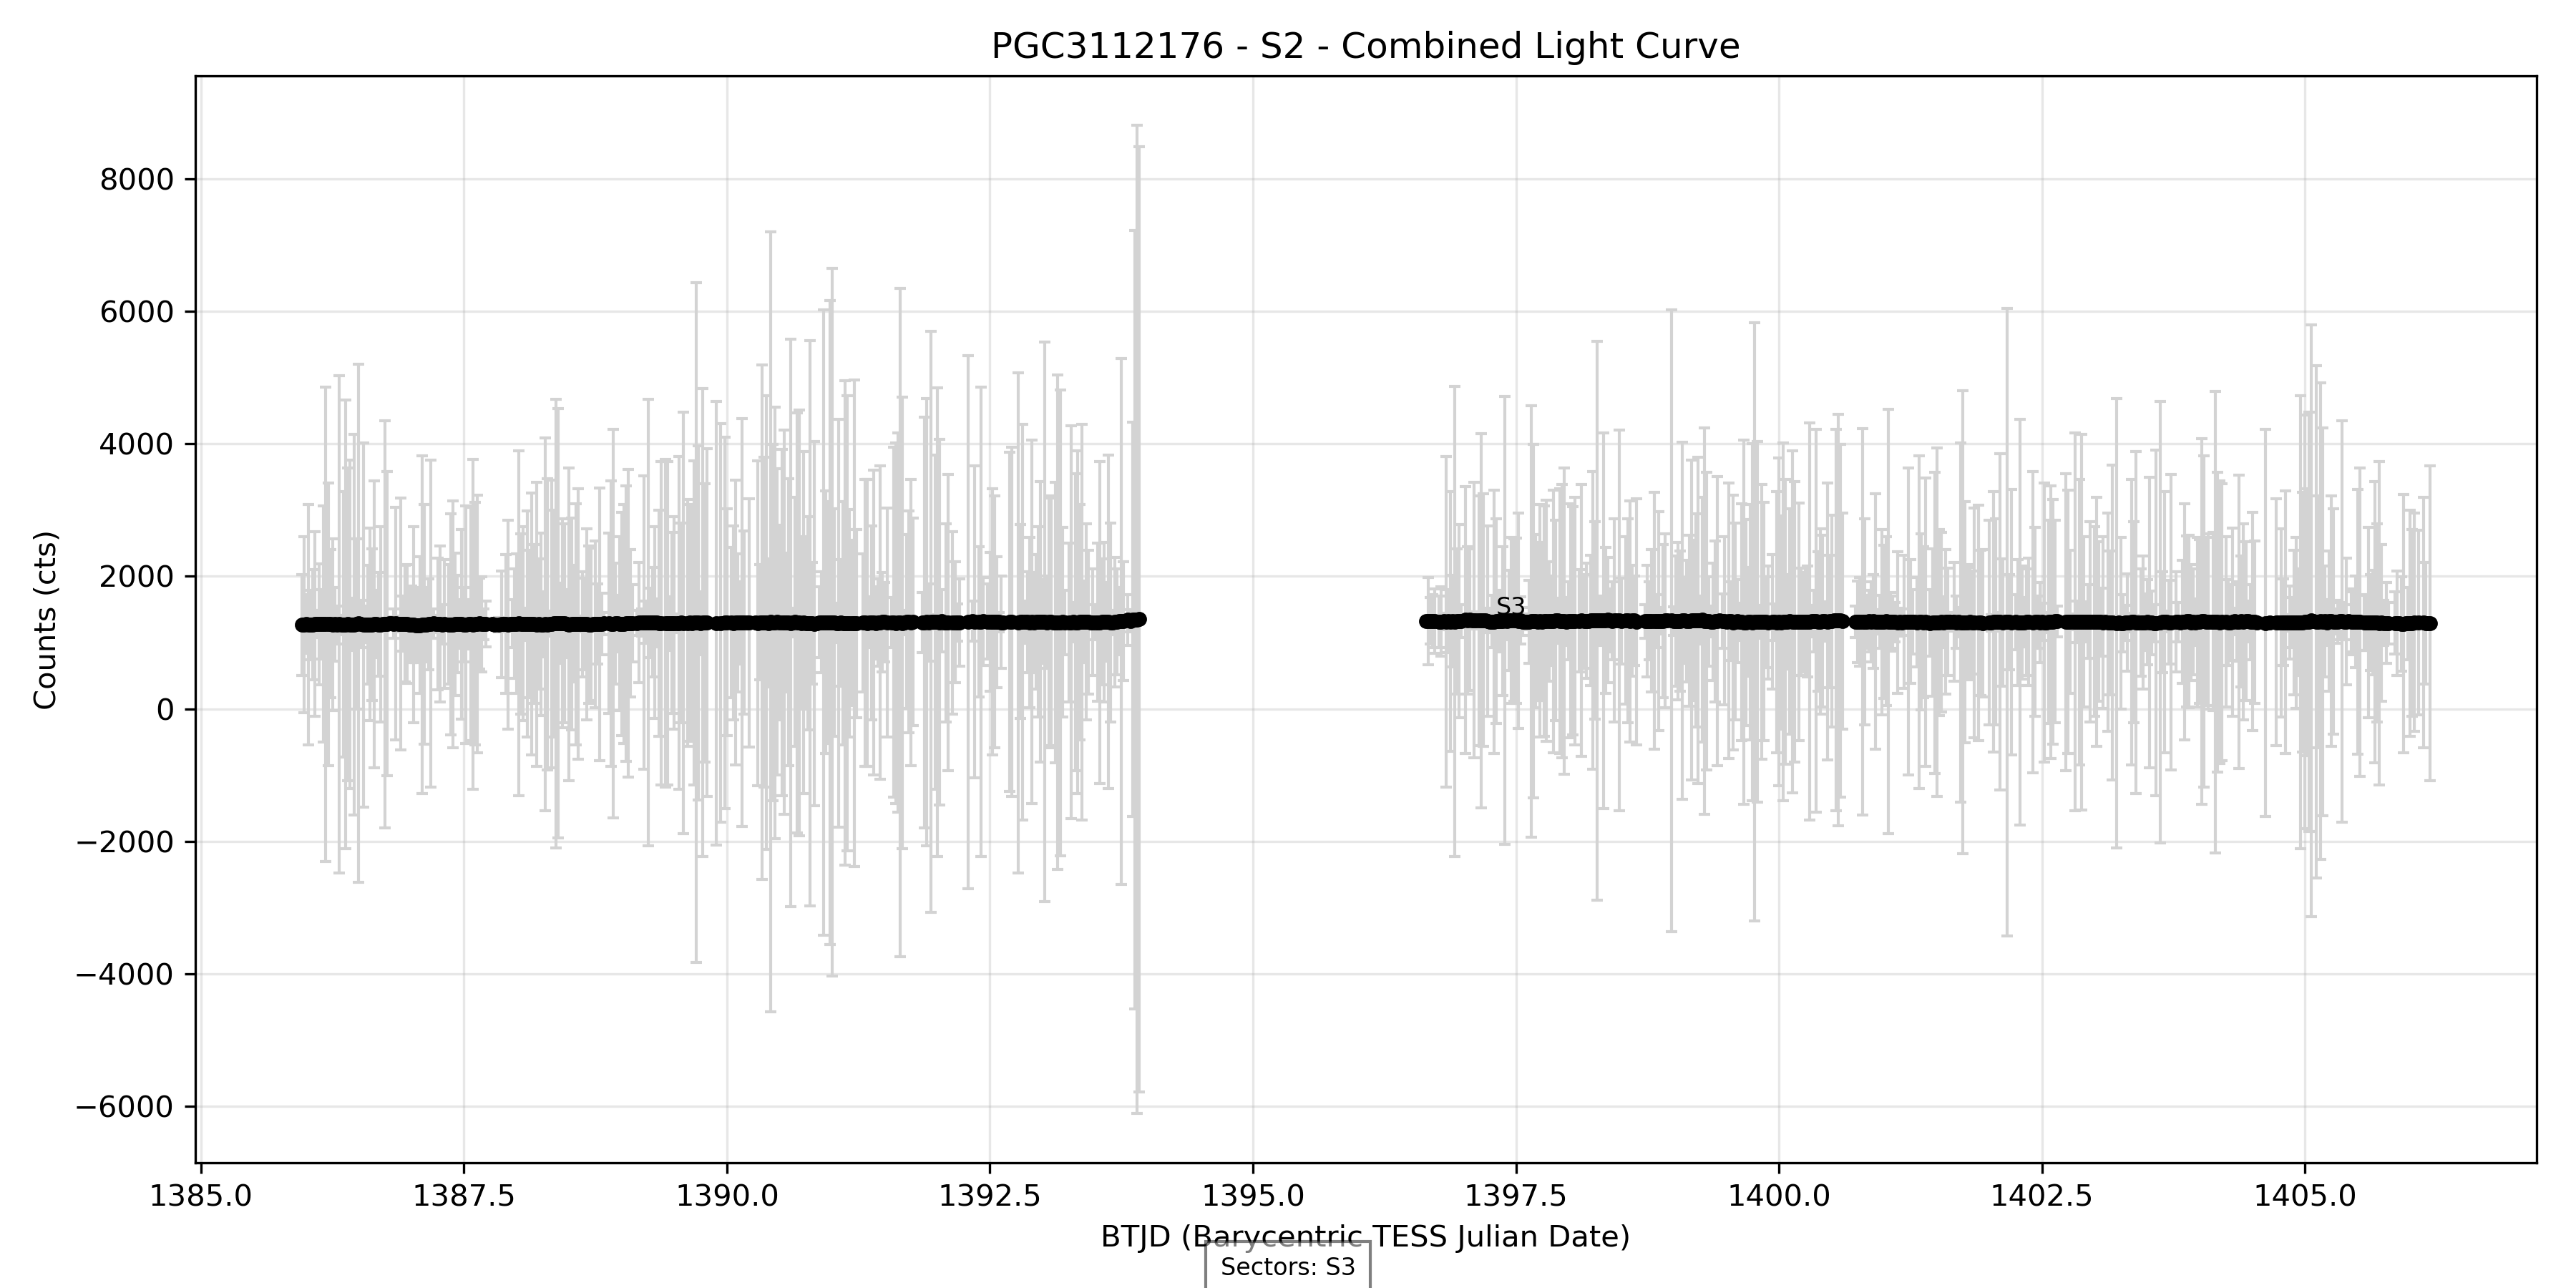 PGC3112176 - S2 - Combined Light Curve
Counts (cts)
8000
6000
4000
2000
0
−2000
−4000
−6000
S3
1385.0 1387.5 1390.0 1392.5 1395.0 1397.5 1400.0 1402.5 1405.0
BTJD (Barycentric TESS Julian Date)
Sectors: S3